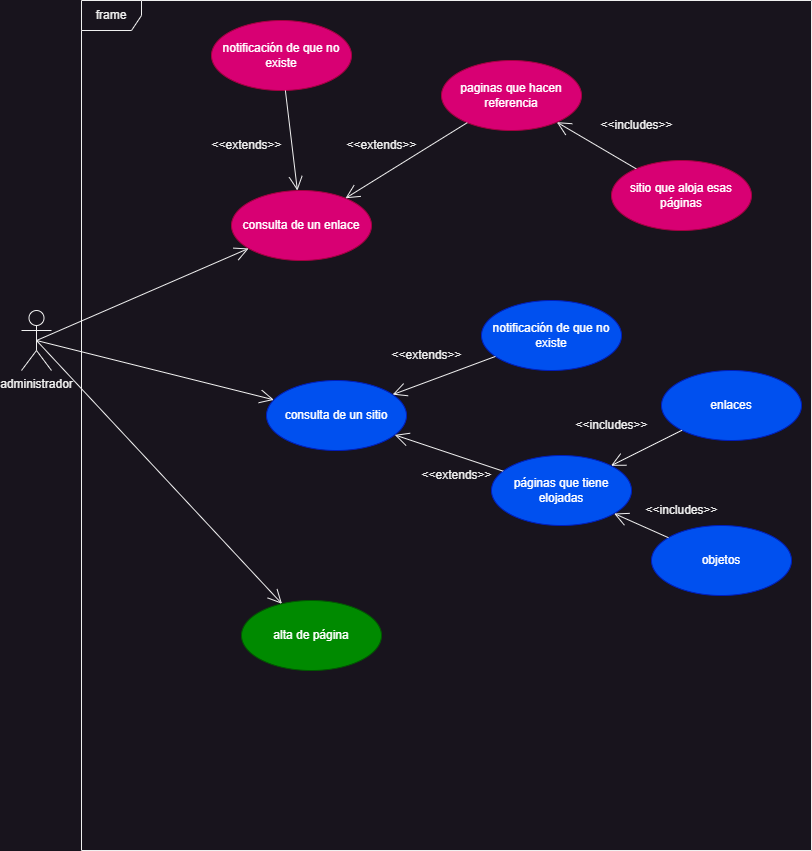 frame
notificación de que no
existe
paginas que hacen
referencia
<<includes>>
<<extends>>
<<extends>>
sitio que aloja esas
páginas
consulta de un enlace
administrador
notificación de que no
existe
<<extends>>
consulta de un sitio
enlaces
<<includes>>
<<extends>>
páginas que tiene
elojadas
<<includes>>
objetos
alta de página